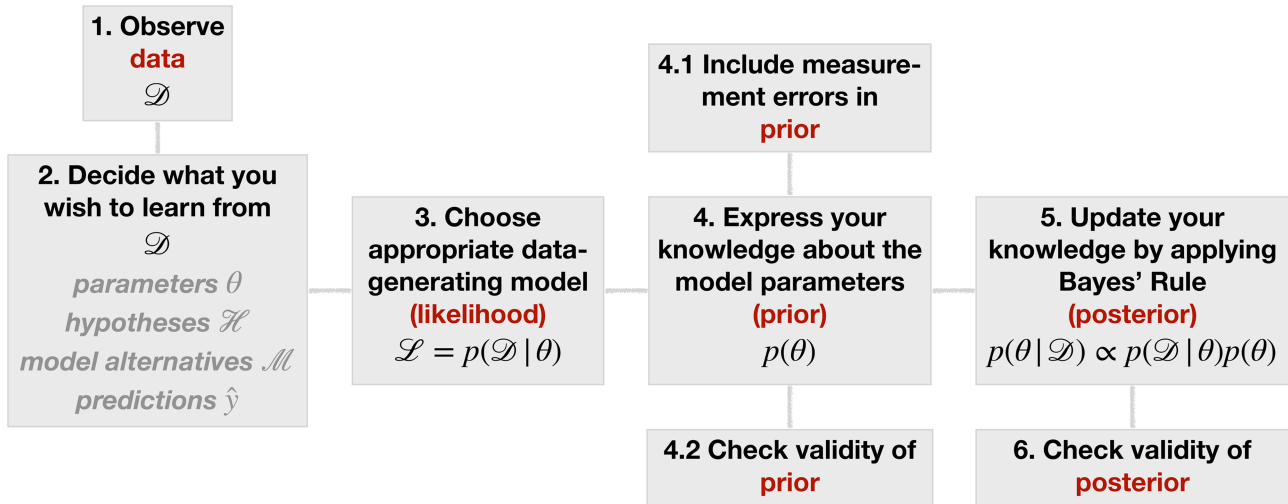 1. Observe
data
𝒟
2. Decide what you
wish to learn from
𝒟
parameters θ
hypotheses ℋ
model alternatives ℳ
predictions ŷ
3. Choose
appropriate data-
generating model
(likelihood)
ℒ = p(𝒟 | θ)
4.1 Include measure-
ment errors in
prior
4. Express your
knowledge about the
model parameters
(prior)
p(θ)
4.2 Check validity of
prior
5. Update your
knowledge by applying
Bayes’ Rule
(posterior)
p(θ | 𝒟) ∝ p(𝒟 | θ)p(θ)
6. Check validity of
posterior